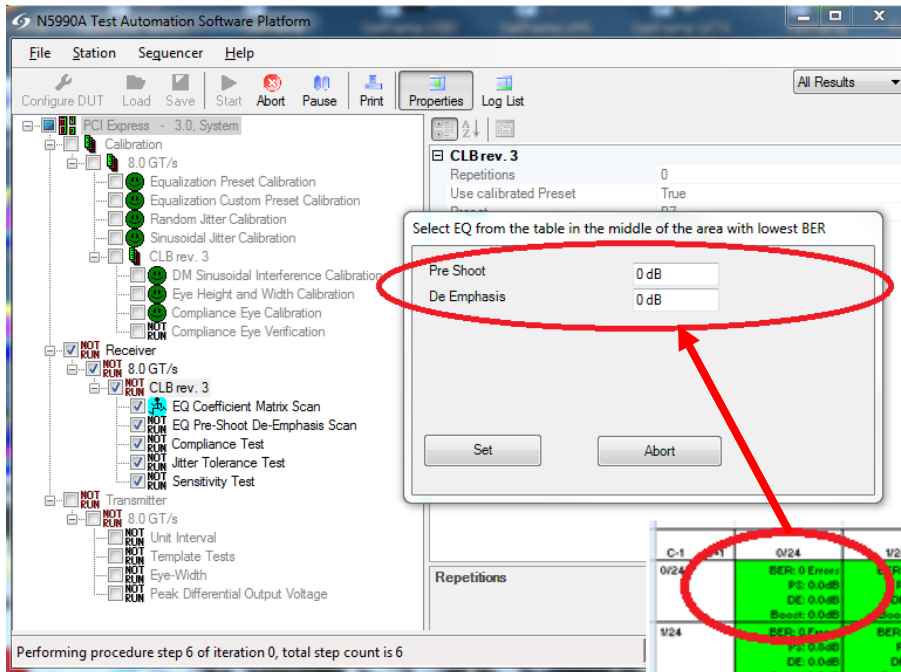 N5990A Test Automation Software Platform
File Station Sequencer Help
Configure DUT Load Save Start Abort Pause Print Properties Log List
All Results
PCI Express - 3.0, System
Calibration
8.0 GT/s
Equalization Preset Calibration
Equalization Custom Preset Calibration
Random Jitter Calibration
Sinusoidal Jitter Calibration
CLB rev. 3
DM Sinusoidal Interference Calibration
Eye Height and Width Calibration
Compliance Eye Calibration
NOT RUN Compliance Eye Verification
NOT RUN Receiver
NOT RUN 8.0 GT/s
NOT RUN CLB rev. 3
EQ Coefficient Matrix Scan
NOT RUN EQ Pre-Shoot De-Emphasis Scan
NOT RUN Compliance Test
NOT RUN Jitter Tolerance Test
NOT RUN Sensitivity Test
NOT RUN Transmitter
NOT RUN 8.0 GT/s
NOT RUN Unit Interval
NOT RUN Template Tests
NOT RUN Eye-Width
NOT RUN Peak Differential Output Voltage
CLB rev. 3
Repetitions 0
Use calibrated Preset True
Select EQ from the table in the middle of the area with lowest BER
Pre Shoot 0 dB
De Emphasis 0 dB
Set Abort
Repetitions
C-1 0/24
0/24 BER: 0 Errors
PS: 0.0dB
DE: 0.0dB
Boost: 0.0dB
1/24 BER: 0 Errors BER
PS: 0.0dB
DE: 0.0dB
Performing procedure step 6 of iteration 0, total step count is 6